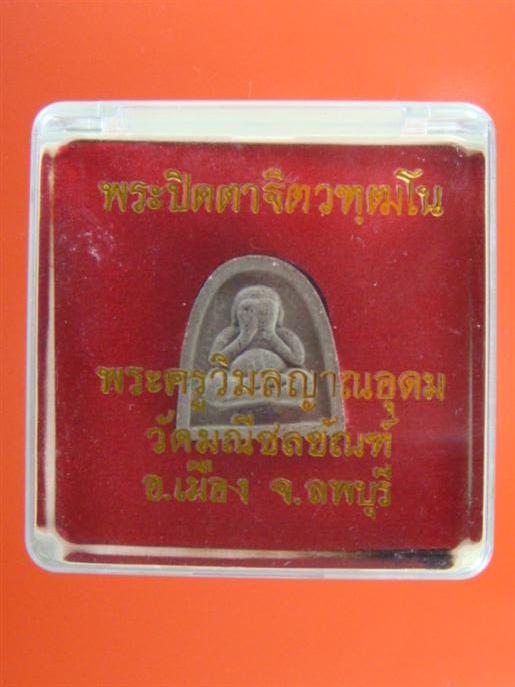 พระปิดตาจิตวฑฺฒโน
พระครูวิมลญาณอุดม
วัดมณีชลขัณฑ์
อ.เมือง จ.ลพบุรี